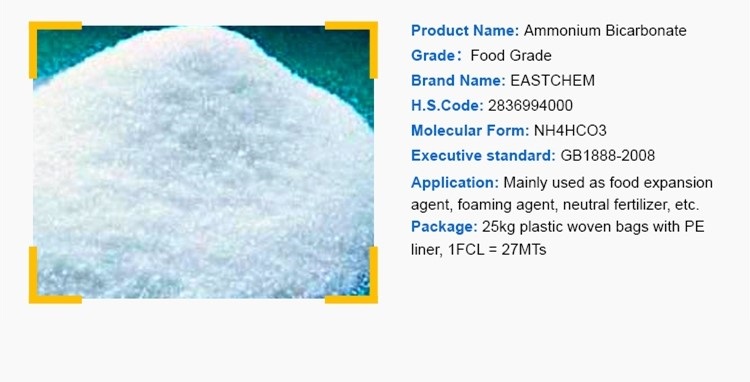 Product Name: Ammonium Bicarbonate
Grade： Food Grade
Brand Name: EASTCHEM
H.S.Code: 2836994000
Molecular Form: NH4HCO3
Executive standard: GB1888-2008
Application: Mainly used as food expansion
agent, foaming agent, neutral fertilizer, etc.
Package: 25kg plastic woven bags with PE
liner, 1FCL = 27MTs